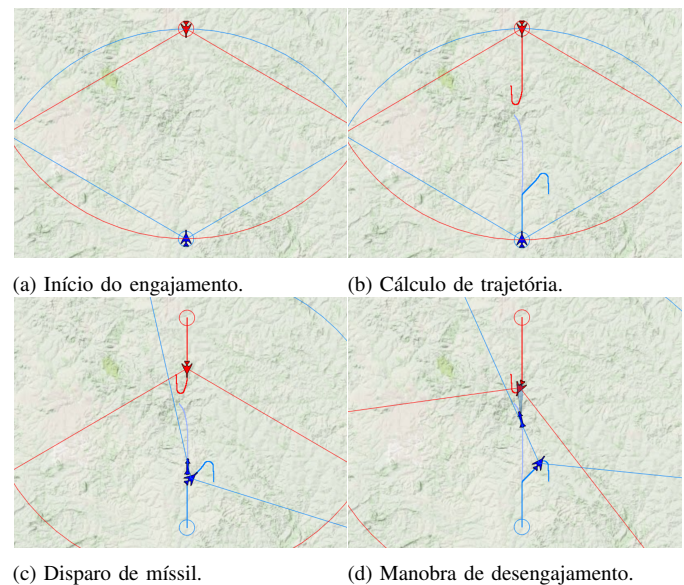 (a) Início do engajamento.
(b) Cálculo de trajetória.
(c) Disparo de míssil.
(d) Manobra de desengajamento.